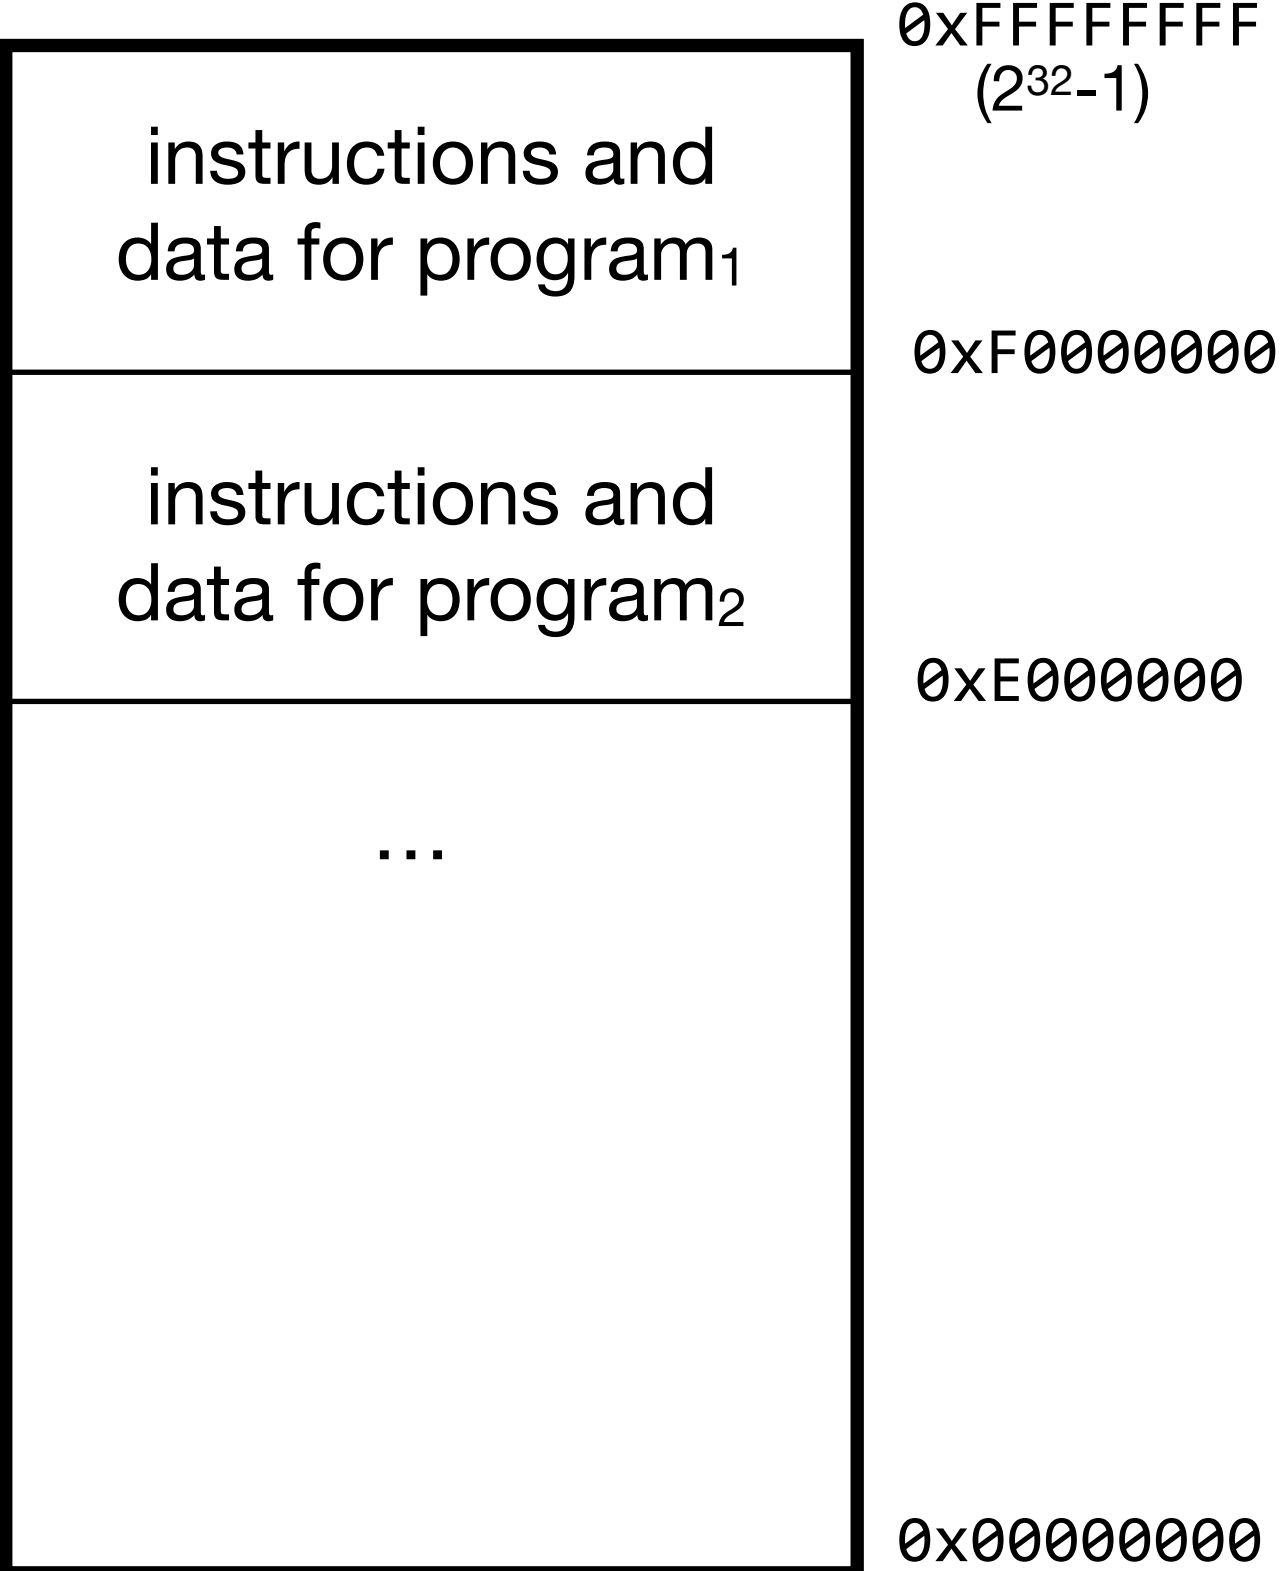 0xFFFFFFFF
(2³²-1)
instructions and
data for program₁
0xF0000000
instructions and
data for program₂
0xE000000
...
0x00000000